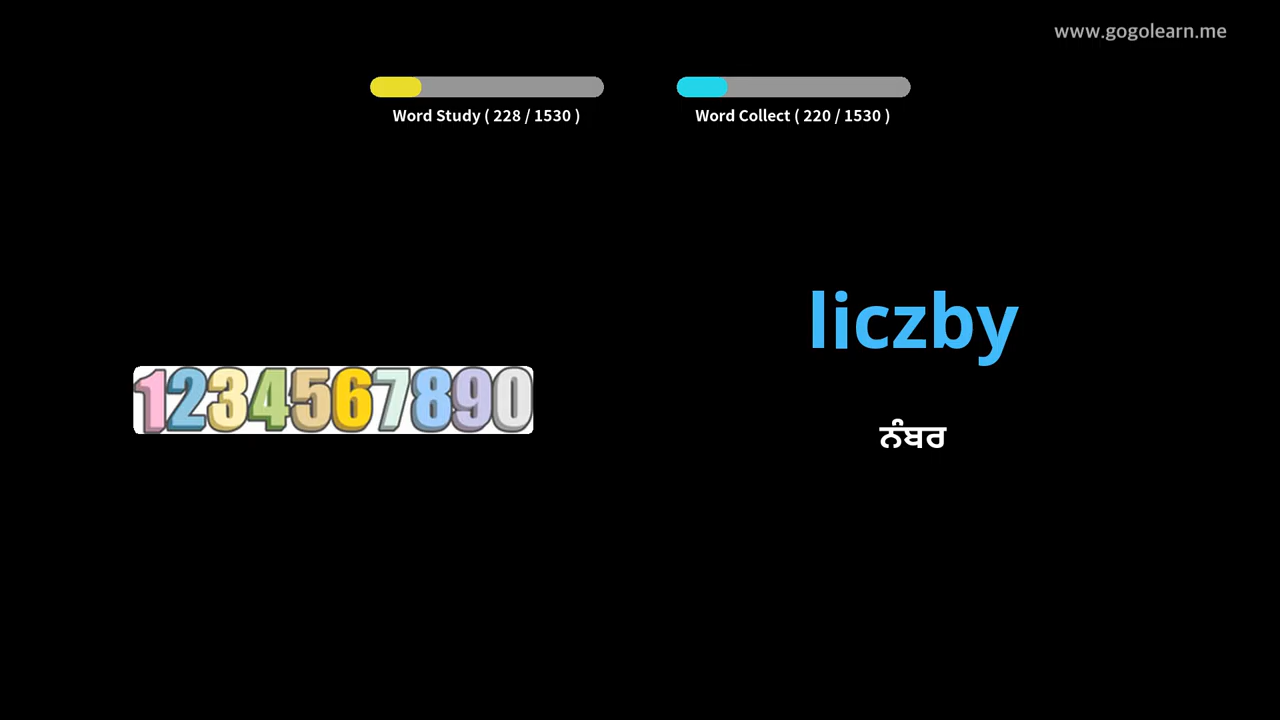 www.gogolearn.me
Word Study ( 228 / 1530 )
Word Collect ( 220 / 1530 )
liczby
1234567890
ਨੰਬਰ